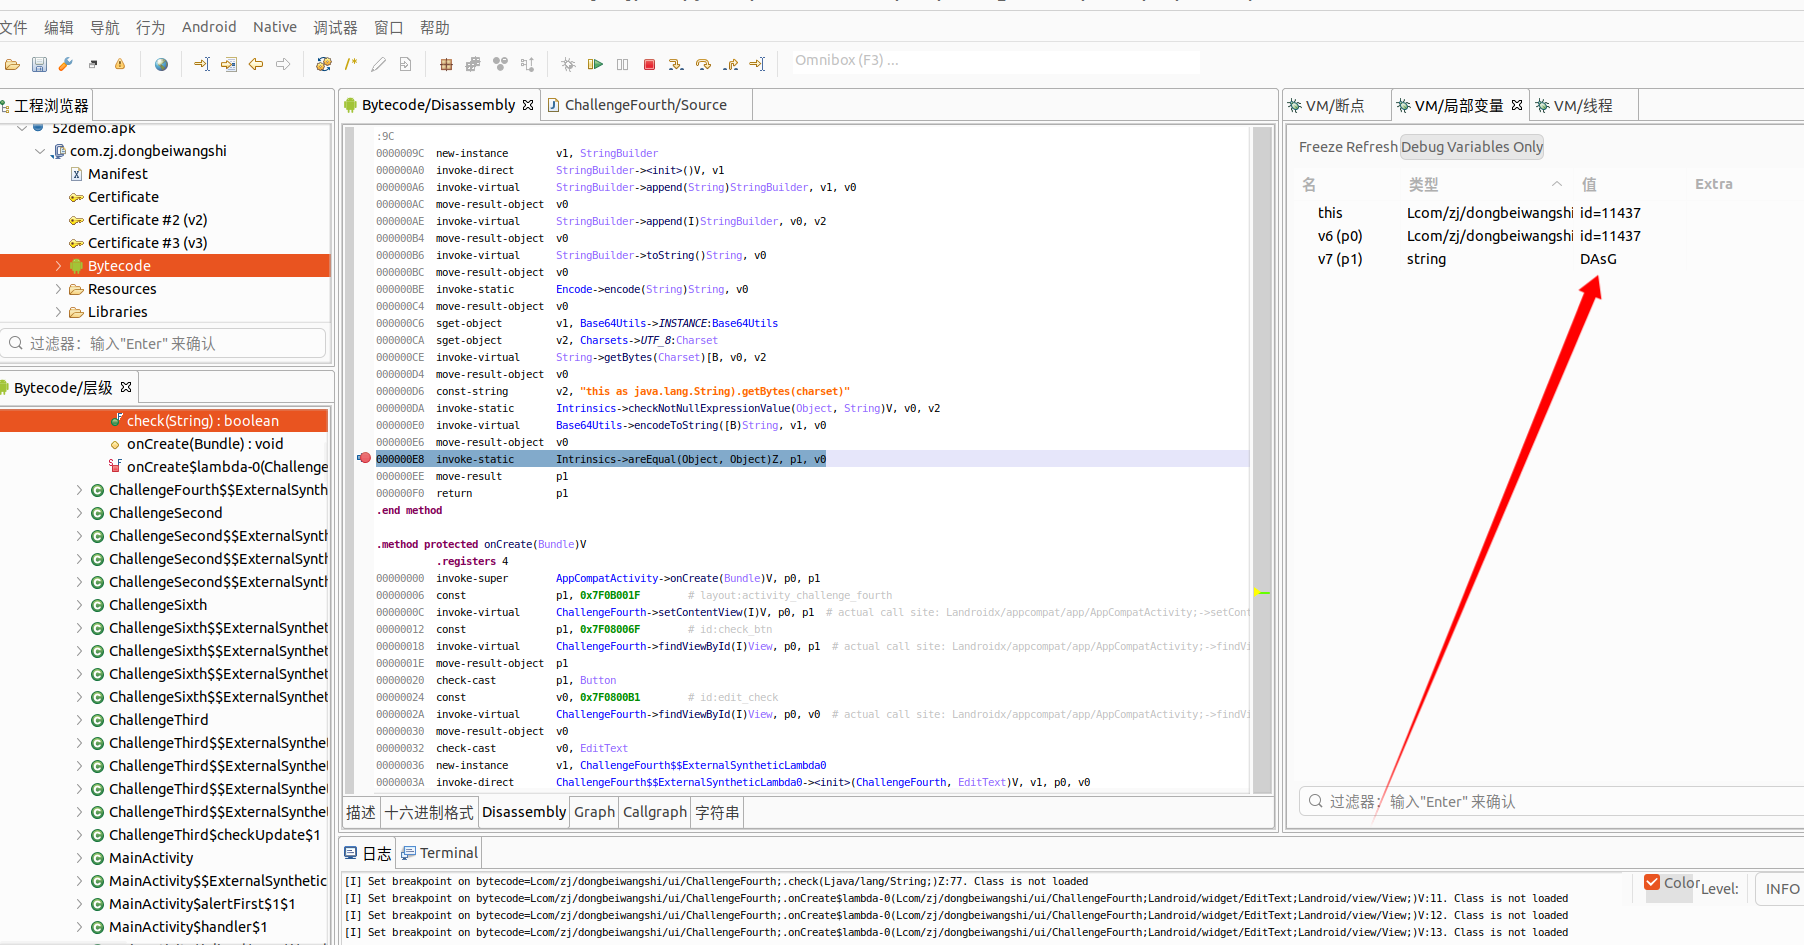 文件 编辑 导航 行为 Android Native 调试器 窗口 帮助
Omnibox (F3) ...
工程浏览器
52demo.apk
com.zj.dongbeiwangshi
Manifest
Certificate
Certificate #2 (v2)
Certificate #3 (v3)
Bytecode
Resources
Libraries
过滤器：输入"Enter" 来确认
Bytecode/层级
check(String) : boolean
onCreate(Bundle) : void
onCreate$lambda-0(Challenge
ChallengeFourth$$ExternalSynth
ChallengeSecond
ChallengeSecond$$ExternalSynth
ChallengeSecond$$ExternalSynth
ChallengeSecond$$ExternalSynth
ChallengeSixth
ChallengeSixth$$ExternalSynthet
ChallengeSixth$$ExternalSynthet
ChallengeSixth$$ExternalSynthet
ChallengeSixth$$ExternalSynthet
ChallengeThird
ChallengeThird$$ExternalSynthe
ChallengeThird$$ExternalSynthe
ChallengeThird$$ExternalSynthe
ChallengeThird$$ExternalSynthe
ChallengeThird$checkUpdate$1
MainActivity
MainActivity$$ExternalSynthetic
MainActivity$alertFirst$1$1
MainActivity$handler$1
Bytecode/Disassembly ChallengeFourth/Source
:9C
0000009C new-instance v1, StringBuilder
000000A0 invoke-direct StringBuilder-><init>()V, v1
000000A6 invoke-virtual StringBuilder->append(String)StringBuilder, v1, v0
000000AC move-result-object v0
000000AE invoke-virtual StringBuilder->append(I)StringBuilder, v0, v2
000000B4 move-result-object v0
000000B6 invoke-virtual StringBuilder->toString()String, v0
000000BC move-result-object v0
000000BE invoke-static Encode->encode(String)String, v0
000000C4 move-result-object v0
000000C6 sget-object v1, Base64Utils->INSTANCE:Base64Utils
000000CA sget-object v2, Charsets->UTF_8:Charset
000000CE invoke-virtual String->getBytes(Charset)[B, v0, v2
000000D4 move-result-object v0
000000D6 const-string v2, "this as java.lang.String).getBytes(charset)"
000000DA invoke-static Intrinsics->checkNotNullExpressionValue(Object, String)V, v0, v2
000000E0 invoke-virtual Base64Utils->encodeToString([B)String, v1, v0
000000E6 move-result-object v0
000000E8 invoke-static Intrinsics->areEqual(Object, Object)Z, p1, v0
000000EE move-result p1
000000F0 return p1
.end method
.method protected onCreate(Bundle)V
.registers 4
00000000 invoke-super AppCompatActivity->onCreate(Bundle)V, p0, p1
00000006 const p1, 0x7F0B001F # layout:activity_challenge_fourth
0000000C invoke-virtual ChallengeFourth->setContentView(I)V, p0, p1 # actual call site: Landroidx/appcompat/app/AppCompatActivity;->setCont
00000012 const p1, 0x7F08006F # id:check_btn
00000018 invoke-virtual ChallengeFourth->findViewById(I)View, p0, p1 # actual call site: Landroidx/appcompat/app/AppCompatActivity;->findVi
0000001E move-result-object p1
00000020 check-cast p1, Button
00000024 const v0, 0x7F0800B1 # id:edit_check
0000002A invoke-virtual ChallengeFourth->findViewById(I)View, p0, v0 # actual call site: Landroidx/appcompat/app/AppCompatActivity;->findVi
00000030 move-result-object v0
00000032 check-cast v0, EditText
00000036 new-instance v1, ChallengeFourth$$ExternalSyntheticLambda0
0000003A invoke-direct ChallengeFourth$$ExternalSyntheticLambda0-><init>(ChallengeFourth, EditText)V, v1, p0, v0
描述 十六进制格式 Disassembly Graph Callgraph 字符串
VM/断点 VM/局部变量 VM/线程
Freeze Refresh Debug Variables Only
名 类型 值 Extra
this Lcom/zj/dongbeiwangshi id=11437
v6 (p0) Lcom/zj/dongbeiwangshi id=11437
v7 (p1) string DAsG
过滤器：输入"Enter" 来确认
日志 Terminal
[I] Set breakpoint on bytecode=Lcom/zj/dongbeiwangshi/ui/ChallengeFourth;.check(Ljava/lang/String;)Z:77. Class is not loaded
[I] Set breakpoint on bytecode=Lcom/zj/dongbeiwangshi/ui/ChallengeFourth;.onCreate$lambda-0(Lcom/zj/dongbeiwangshi/ui/ChallengeFourth;Landroid/widget/EditText;Landroid/view/View;)V:11. Class is not loaded
[I] Set breakpoint on bytecode=Lcom/zj/dongbeiwangshi/ui/ChallengeFourth;.onCreate$lambda-0(Lcom/zj/dongbeiwangshi/ui/ChallengeFourth;Landroid/widget/EditText;Landroid/view/View;)V:12. Class is not loaded
[I] Set breakpoint on bytecode=Lcom/zj/dongbeiwangshi/ui/ChallengeFourth;.onCreate$lambda-0(Lcom/zj/dongbeiwangshi/ui/ChallengeFourth;Landroid/widget/EditText;Landroid/view/View;)V:13. Class is not loaded
Color Level: INFO